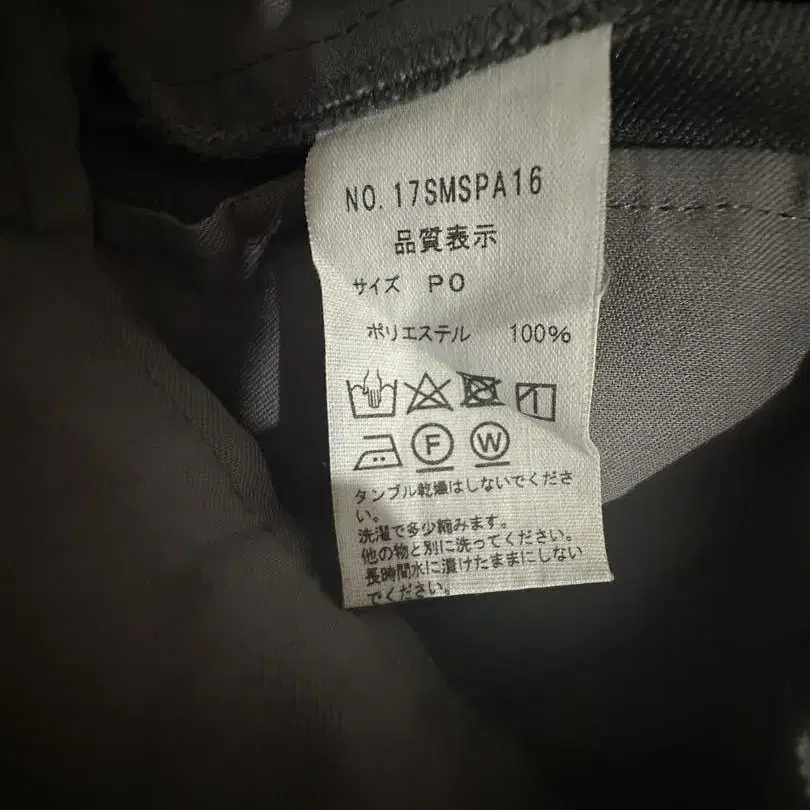 NO. 17SMSPA16
品質表示
サイズ PO
ポリエステル 100%
F W
タンブル乾燥はしないでくださ
い。
洗濯で多少縮みます。
他の物と別に洗ってください。
長時間水に漬けたままにしない
でください。